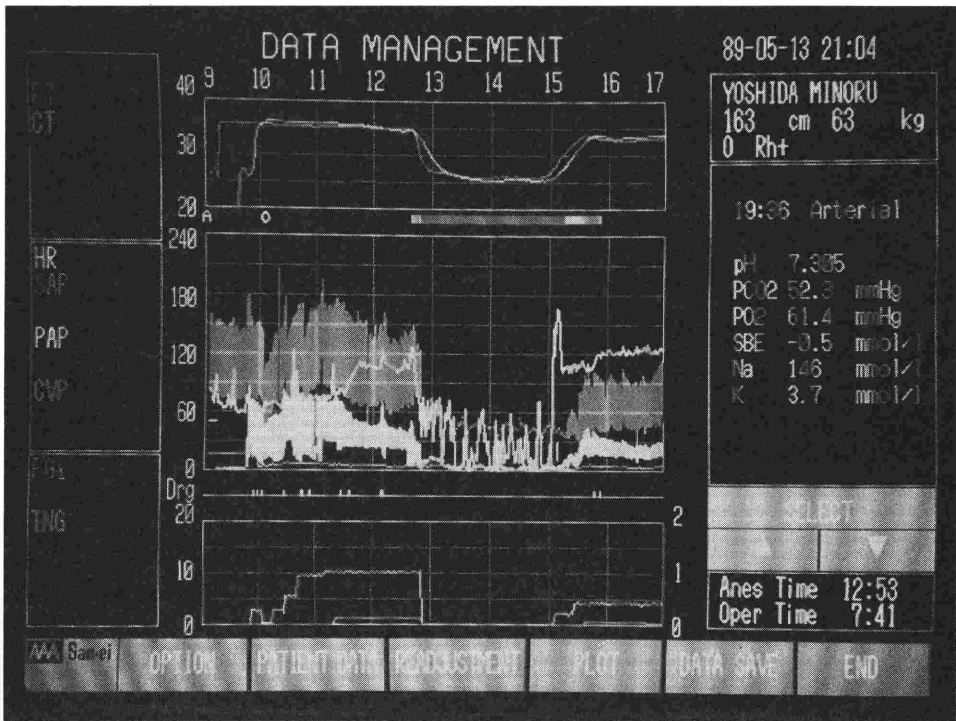 DATA MANAGEMENT
89-05-13 21:04
9 10 11 12 13 14 15 16 17
40
30
20
A O
YOSHIDA MINORU
163 cm 63 kg
O Rh+
CT
19:36 Arterial
pH 7.305
PCO2 52.3 mmHg
PO2 61.4 mmHg
SBE -0.5 mmol/l
Na 146 mmol/l
K 3.7 mmol/l
HR
SAP
PAP
CVP
240
180
120
60
0
Drg
TNG
20
10
0
2
1
0
SELECT
Anes Time 12:53
Oper Time 7:41
San-ei
OPTION
PATIENT DATA
READJUSTMENT
PLOT
DATA SAVE
END